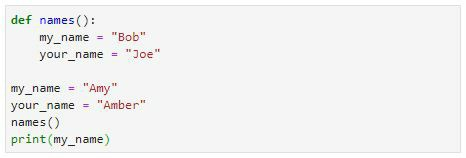 def names():
    my_name = "Bob"
    your_name = "Joe"

my_name = "Amy"
your_name = "Amber"
names()
print(my_name)